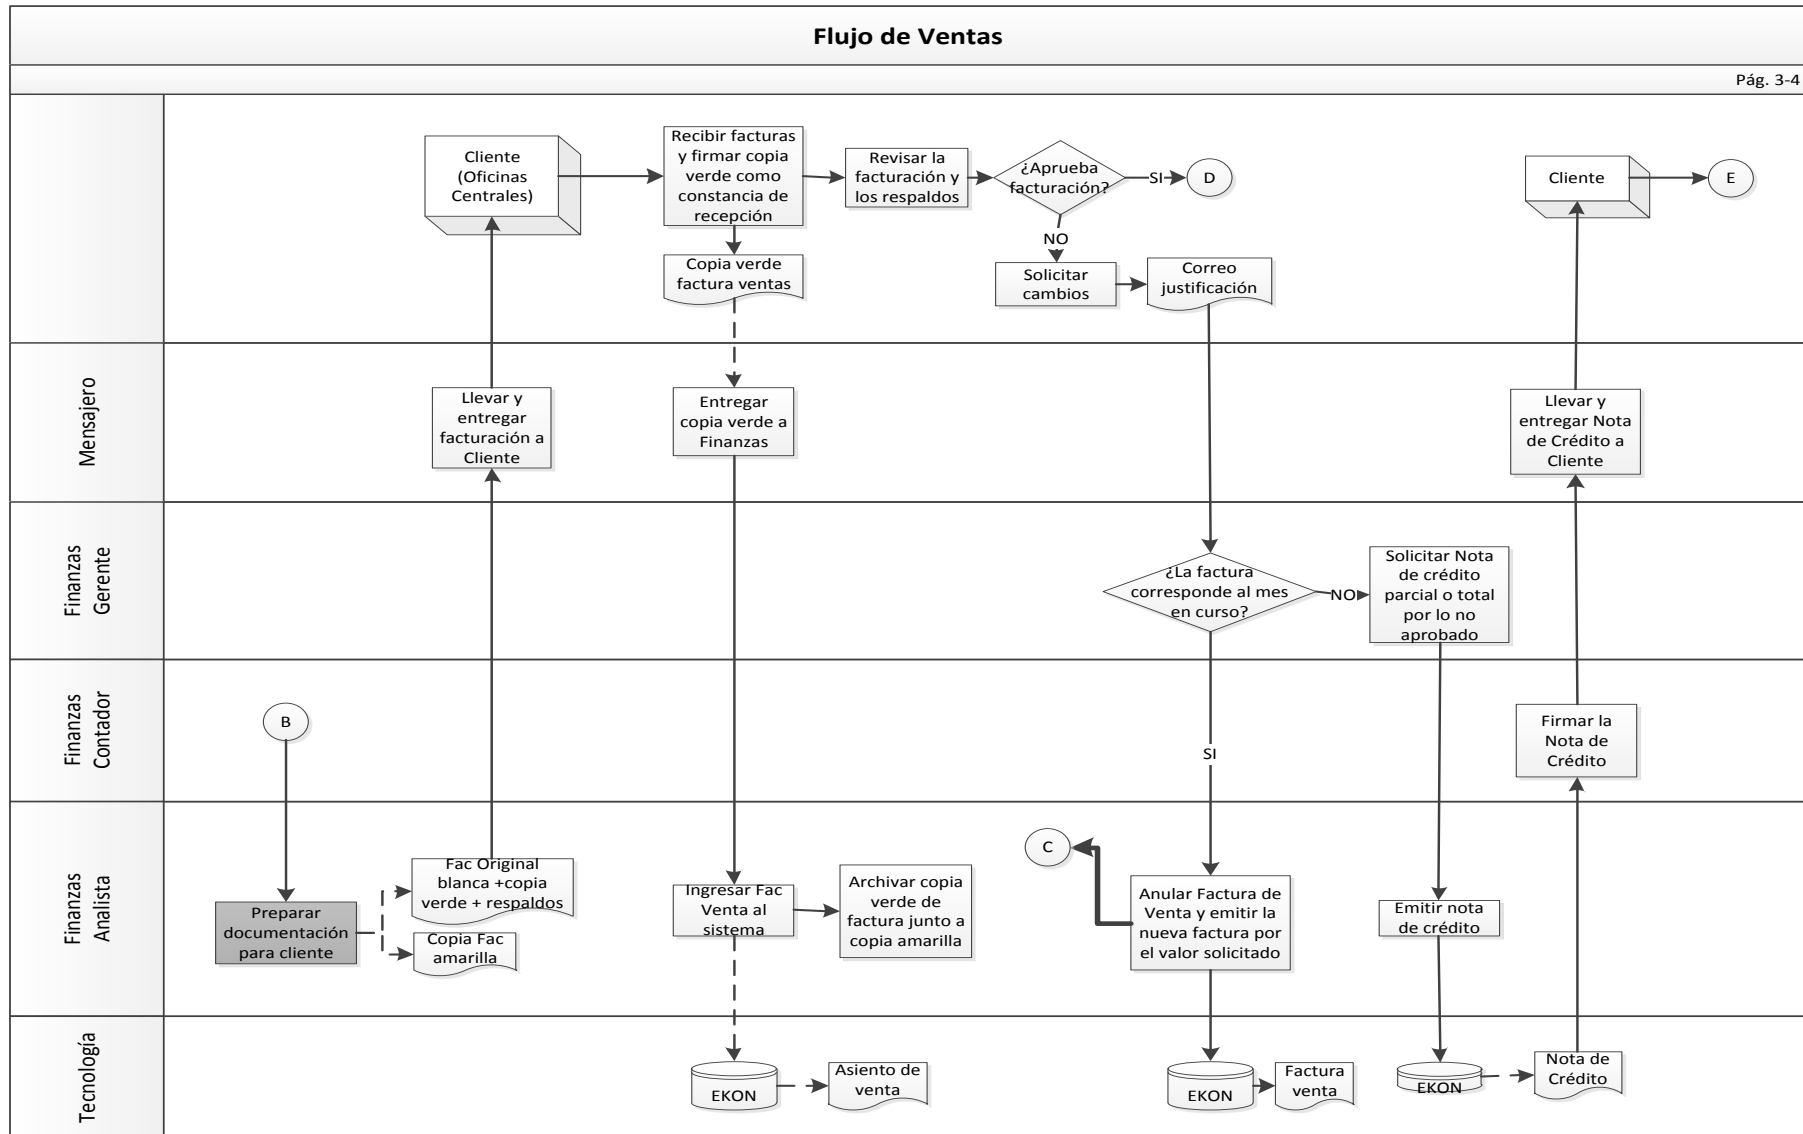 Flujo de Ventas
Pág. 3-4
Cliente
(Oficinas
Centrales)
Recibir facturas
y firmar copia
verde como
constancia de
recepción
Revisar la
facturación y
los respaldos
¿Aprueba
facturación?
SI
D
NO
Copia verde
factura ventas
Solicitar
cambios
Correo
justificación
Cliente
E
Mensajero
Llevar y
entregar
facturación a
Cliente
Entregar
copia verde a
Finanzas
Llevar y
entregar Nota
de Crédito a
Cliente
Finanzas
Gerente
¿La factura
corresponde al mes
en curso?
NO
Solicitar Nota
de crédito
parcial o total
por lo no
aprobado
Finanzas
Contador
B
SI
Firmar la
Nota de
Crédito
Finanzas
Analista
Preparar
documentación
para cliente
Fac Original
blanca +copia
verde + respaldos
Copia Fac
amarilla
Ingresar Fac
Venta al
sistema
Archivar copia
verde de
factura junto a
copia amarilla
C
Anular Factura de
Venta y emitir la
nueva factura por
el valor solicitado
Emitir nota
de crédito
Tecnología
EKON
Asiento de
venta
EKON
Factura
venta
EKON
Nota de
Crédito